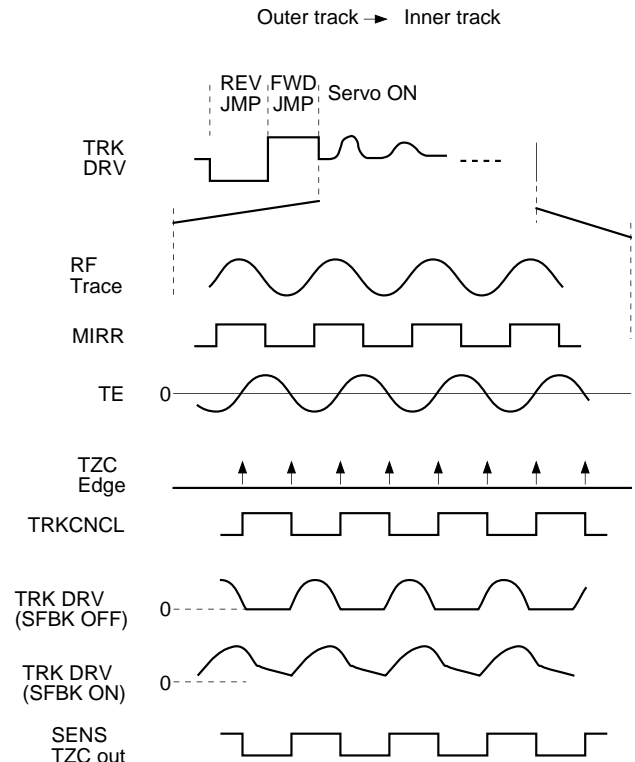 Outer track → Inner track
REV JMP
FWD JMP
Servo ON
TRK
DRV
RF
Trace
MIRR
TE
0
TZC
Edge
TRKCNCL
TRK DRV
(SFBK OFF)
0
TRK DRV
(SFBK ON)
0
SENS
TZC out